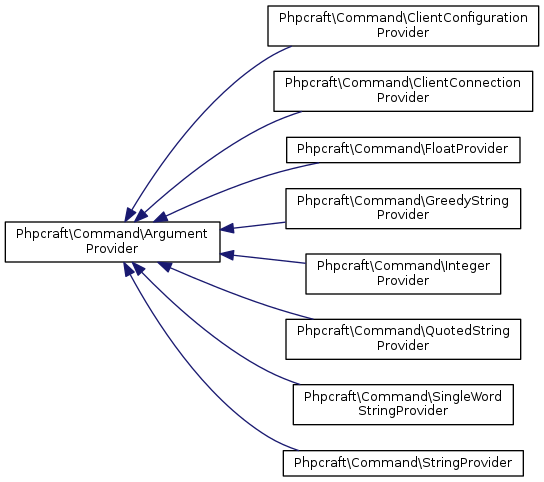 Phpcraft\Command\ClientConfiguration
Provider
Phpcraft\Command\ClientConnection
Provider
Phpcraft\Command\FloatProvider
Phpcraft\Command\GreedyString
Provider
Phpcraft\Command\Argument
Provider
Phpcraft\Command\Integer
Provider
Phpcraft\Command\QuotedString
Provider
Phpcraft\Command\SingleWord
StringProvider
Phpcraft\Command\StringProvider